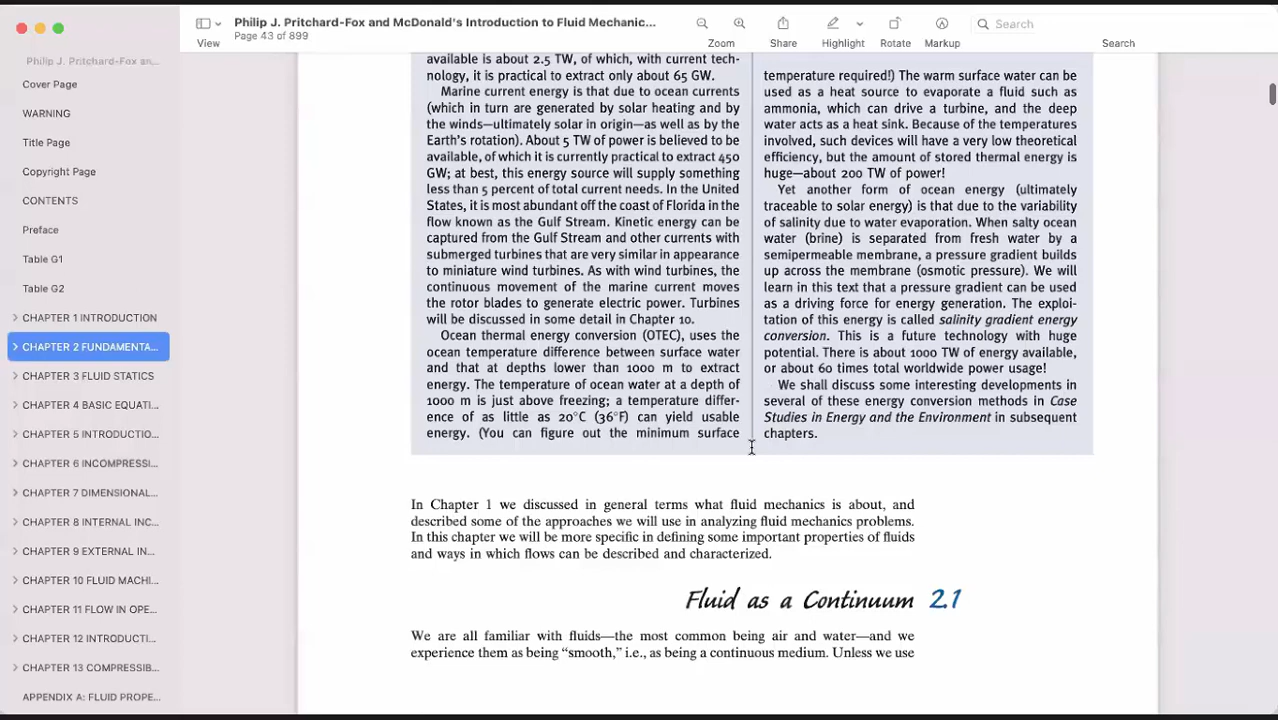 Philip J. Pritchard-Fox and McDonald's Introduction to Fluid Mechanic...
Page 43 of 899
View
Zoom
Share
Highlight
Rotate
Markup
Search
Search
Philip J. Pritchard-Fox an...
Cover Page
WARNING
Title Page
Copyright Page
CONTENTS
Preface
Table G1
Table G2
CHAPTER 1 INTRODUCTION
CHAPTER 2 FUNDAMENTA...
CHAPTER 3 FLUID STATICS
CHAPTER 4 BASIC EQUATI...
CHAPTER 5 INTRODUCTIO...
CHAPTER 6 INCOMPRESSI...
CHAPTER 7 DIMENSIONAL...
CHAPTER 8 INTERNAL INC...
CHAPTER 9 EXTERNAL IN...
CHAPTER 10 FLUID MACHI...
CHAPTER 11 FLOW IN OPE...
CHAPTER 12 INTRODUCTI...
CHAPTER 13 COMPRESSIB...
APPENDIX A: FLUID PROPE...
available is about 2.5 TW, of which, with current tech-
nology, it is practical to extract only about 65 GW.
Marine current energy is that due to ocean currents
(which in turn are generated by solar heating and by
the winds—ultimately solar in origin—as well as by the
Earth's rotation). About 5 TW of power is believed to be
available, of which it is currently practical to extract 450
GW; at best, this energy source will supply something
less than 5 percent of total current needs. In the United
States, it is most abundant off the coast of Florida in the
flow known as the Gulf Stream. Kinetic energy can be
captured from the Gulf Stream and other currents with
submerged turbines that are very similar in appearance
to miniature wind turbines. As with wind turbines, the
continuous movement of the marine current moves
the rotor blades to generate electric power. Turbines
will be discussed in some detail in Chapter 10.
Ocean thermal energy conversion (OTEC), uses the
ocean temperature difference between surface water
and that at depths lower than 1000 m to extract
energy. The temperature of ocean water at a depth of
1000 m is just above freezing; a temperature differ-
ence of as little as 20°C (36°F) can yield usable
energy. (You can figure out the minimum surface
temperature required!) The warm surface water can be
used as a heat source to evaporate a fluid such as
ammonia, which can drive a turbine, and the deep
water acts as a heat sink. Because of the temperatures
involved, such devices will have a very low theoretical
efficiency, but the amount of stored thermal energy is
huge—about 200 TW of power!
Yet another form of ocean energy (ultimately
traceable to solar energy) is that due to the variability
of salinity due to water evaporation. When salty ocean
water (brine) is separated from fresh water by a
semipermeable membrane, a pressure gradient builds
up across the membrane (osmotic pressure). We will
learn in this text that a pressure gradient can be used
as a driving force for energy generation. The exploi-
tation of this energy is called salinity gradient energy
conversion. This is a future technology with huge
potential. There is about 1000 TW of energy available,
or about 60 times total worldwide power usage!
We shall discuss some interesting developments in
several of these energy conversion methods in Case
Studies in Energy and the Environment in subsequent
chapters.
In Chapter 1 we discussed in general terms what fluid mechanics is about, and
described some of the approaches we will use in analyzing fluid mechanics problems.
In this chapter we will be more specific in defining some important properties of fluids
and ways in which flows can be described and characterized.
Fluid as a Continuum 2.1
We are all familiar with fluids—the most common being air and water—and we
experience them as being “smooth,” i.e., as being a continuous medium. Unless we use